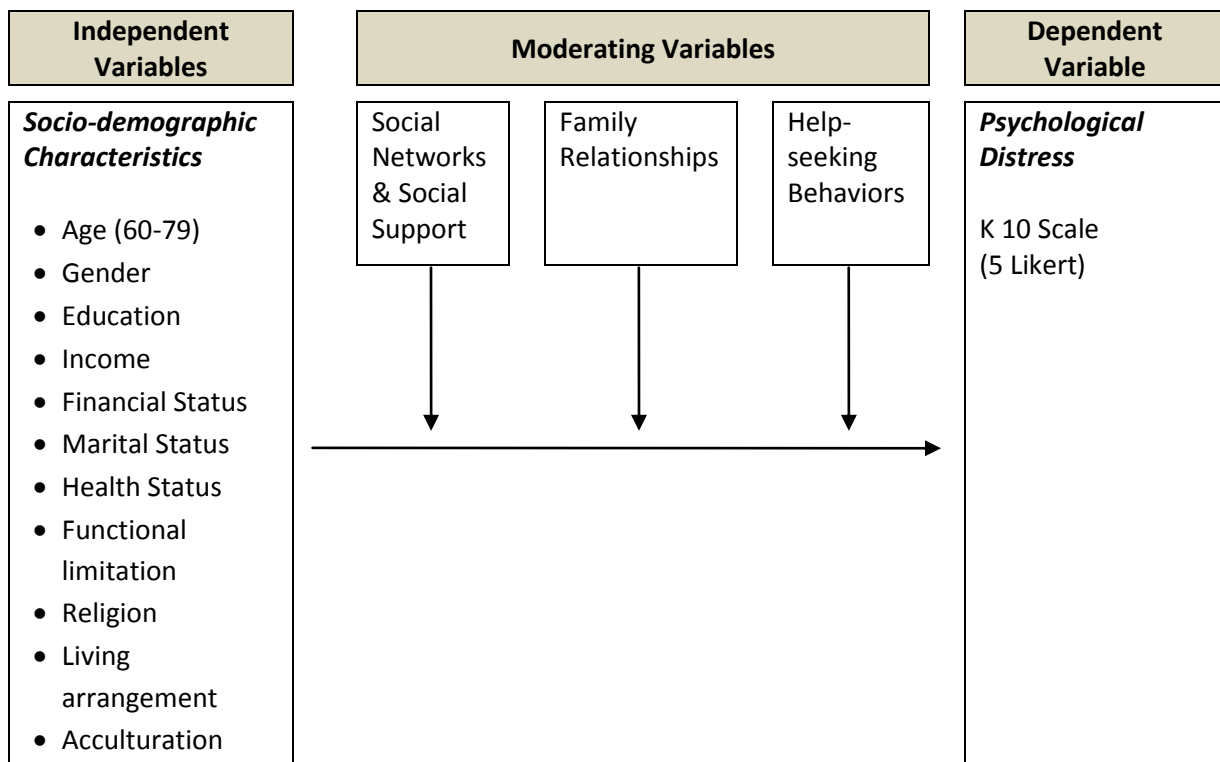 Independent
Variables
Moderating Variables
Dependent
Variable
Socio-demographic
Characteristics
• Age (60-79)
• Gender
• Education
• Income
• Financial Status
• Marital Status
• Health Status
• Functional
limitation
• Religion
• Living
arrangement
• Acculturation
Social
Networks
& Social
Support
Family
Relationships
Help-
seeking
Behaviors
Psychological
Distress
K 10 Scale
(5 Likert)